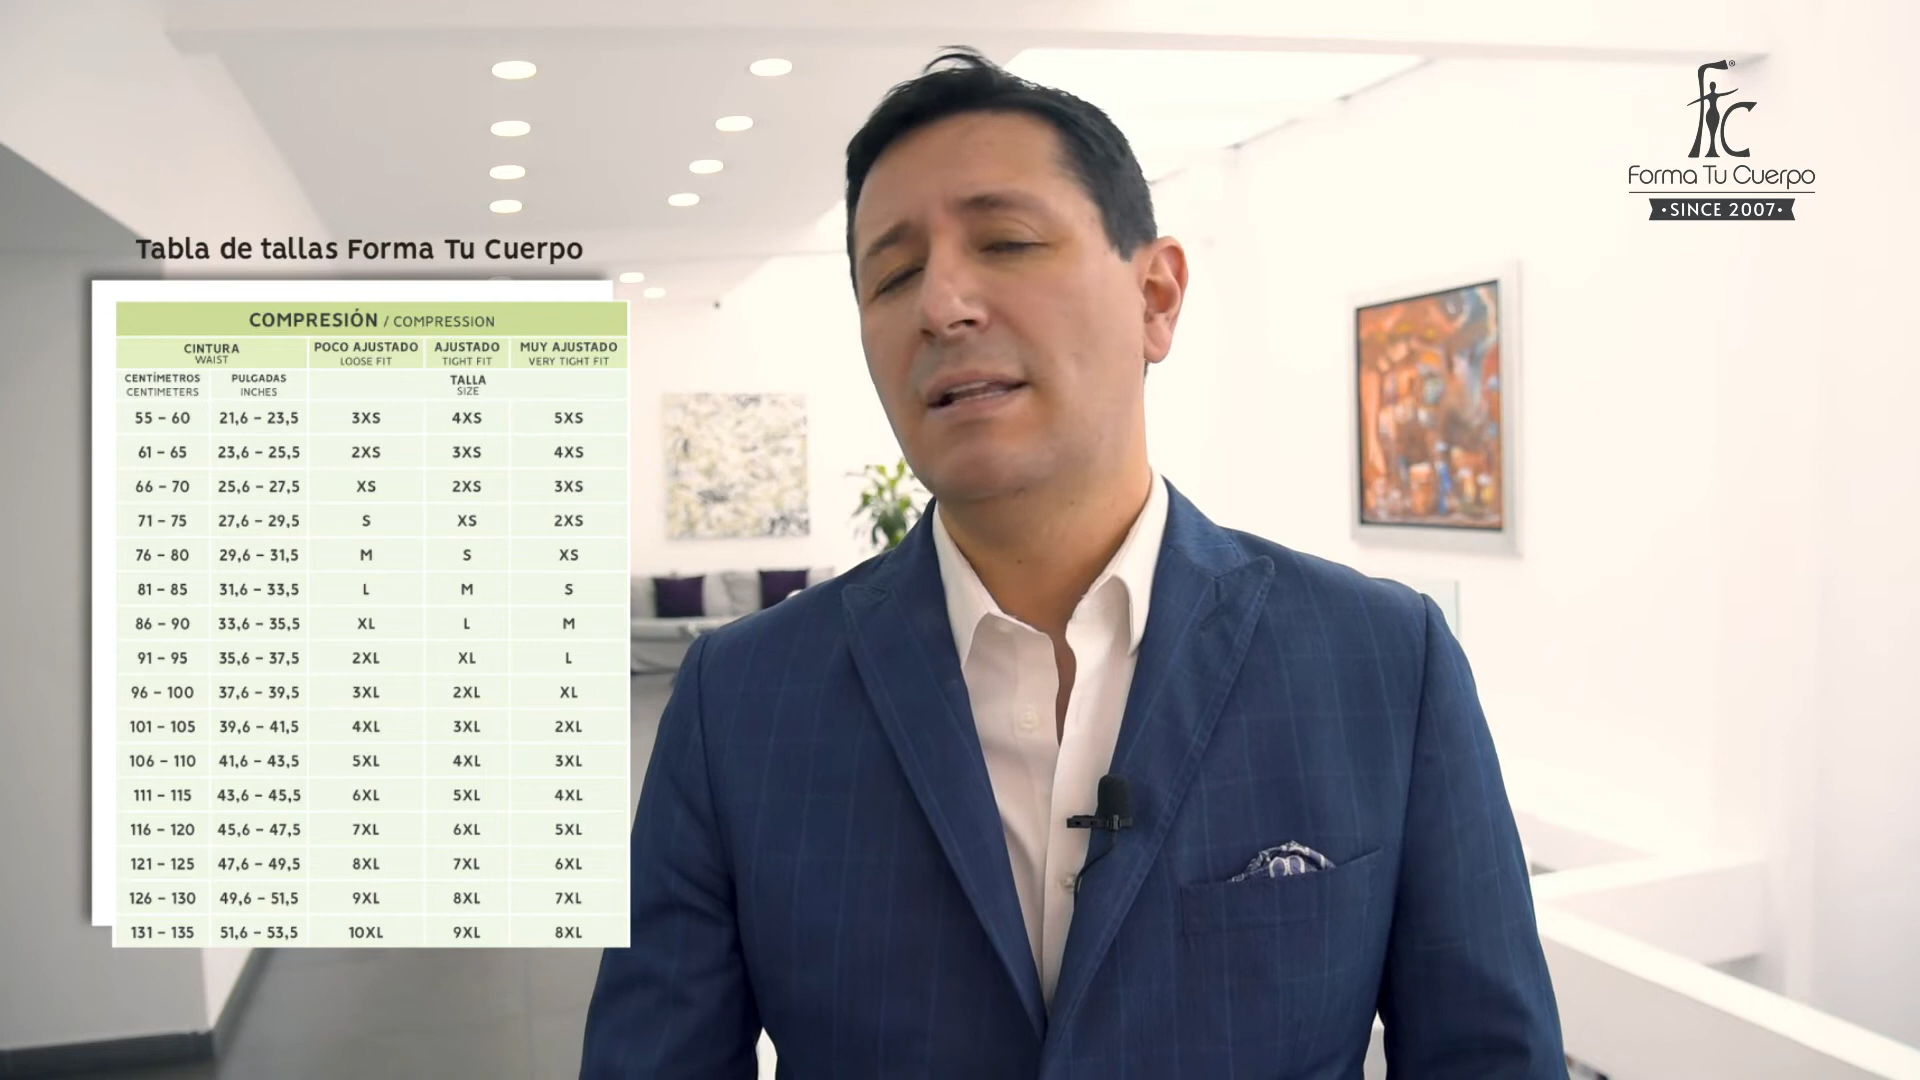 Forma Tu Cuerpo
•SINCE 2007•
Tabla de tallas Forma Tu Cuerpo
COMPRESIÓN / COMPRESSION
CINTURA POCO AJUSTADO AJUSTADO MUY AJUSTADO
WAIST LOOSE FIT TIGHT FIT VERY TIGHT FIT
CENTÍMETROS PULGADAS TALLA
CENTIMETERS INCHES SIZE
55 – 60 21,6 – 23,5 3XS 4XS 5XS
61 – 65 23,6 – 25,5 2XS 3XS 4XS
66 – 70 25,6 – 27,5 XS 2XS 3XS
71 – 75 27,6 – 29,5 S XS 2XS
76 – 80 29,6 – 31,5 M S XS
81 – 85 31,6 – 33,5 L M S
86 – 90 33,6 – 35,5 XL L M
91 – 95 35,6 – 37,5 2XL XL L
96 – 100 37,6 – 39,5 3XL 2XL XL
101 – 105 39,6 – 41,5 4XL 3XL 2XL
106 – 110 41,6 – 43,5 5XL 4XL 3XL
111 – 115 43,6 – 45,5 6XL 5XL 4XL
116 – 120 45,6 – 47,5 7XL 6XL 5XL
121 – 125 47,6 – 49,5 8XL 7XL 6XL
126 – 130 49,6 – 51,5 9XL 8XL 7XL
131 – 135 51,6 – 53,5 10XL 9XL 8XL